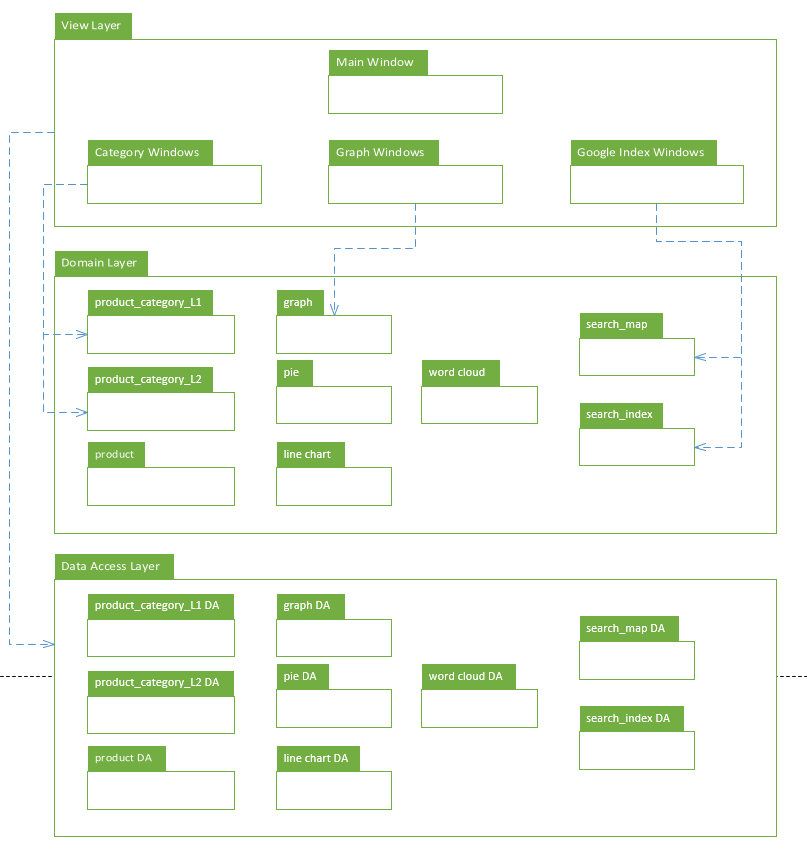 View Layer
Main Window
Category Windows
Graph Windows
Google Index Windows
Domain Layer
product_category_L1
graph
search_map
product_category_L2
pie
word cloud
search_index
product
line chart
Data Access Layer
product_category_L1 DA
graph DA
search_map DA
product_category_L2 DA
pie DA
word cloud DA
search_index DA
product DA
line chart DA